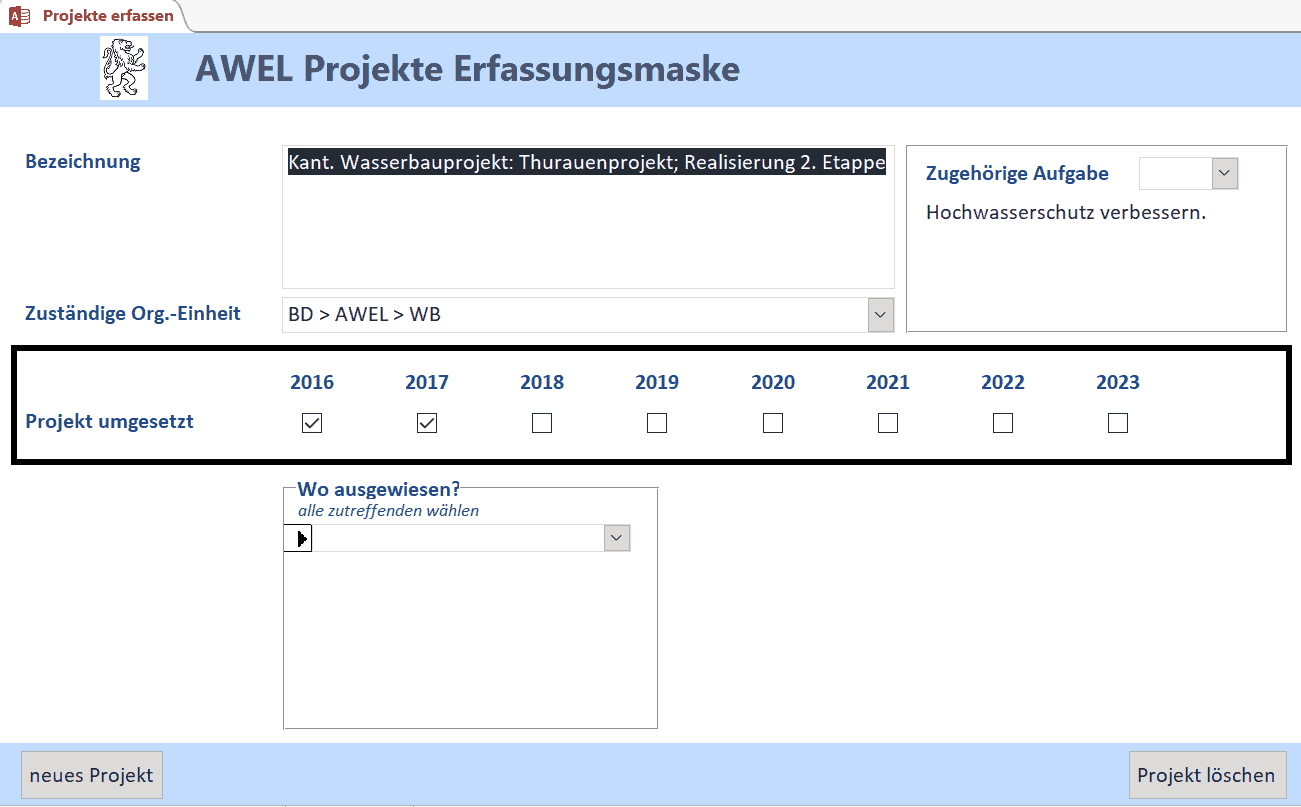 Projekte erfassen
AWEL Projekte Erfassungsmaske
Bezeichnung
Kant. Wasserbauprojekt: Thurauenprojekt; Realisierung 2. Etappe
Zugehörige Aufgabe
Hochwasserschutz verbessern.
Zuständige Org.-Einheit
BD > AWEL > WB
2016 2017 2018 2019 2020 2021 2022 2023
Projekt umgesetzt
Wo ausgewiesen?
alle zutreffenden wählen
neues Projekt
Projekt löschen